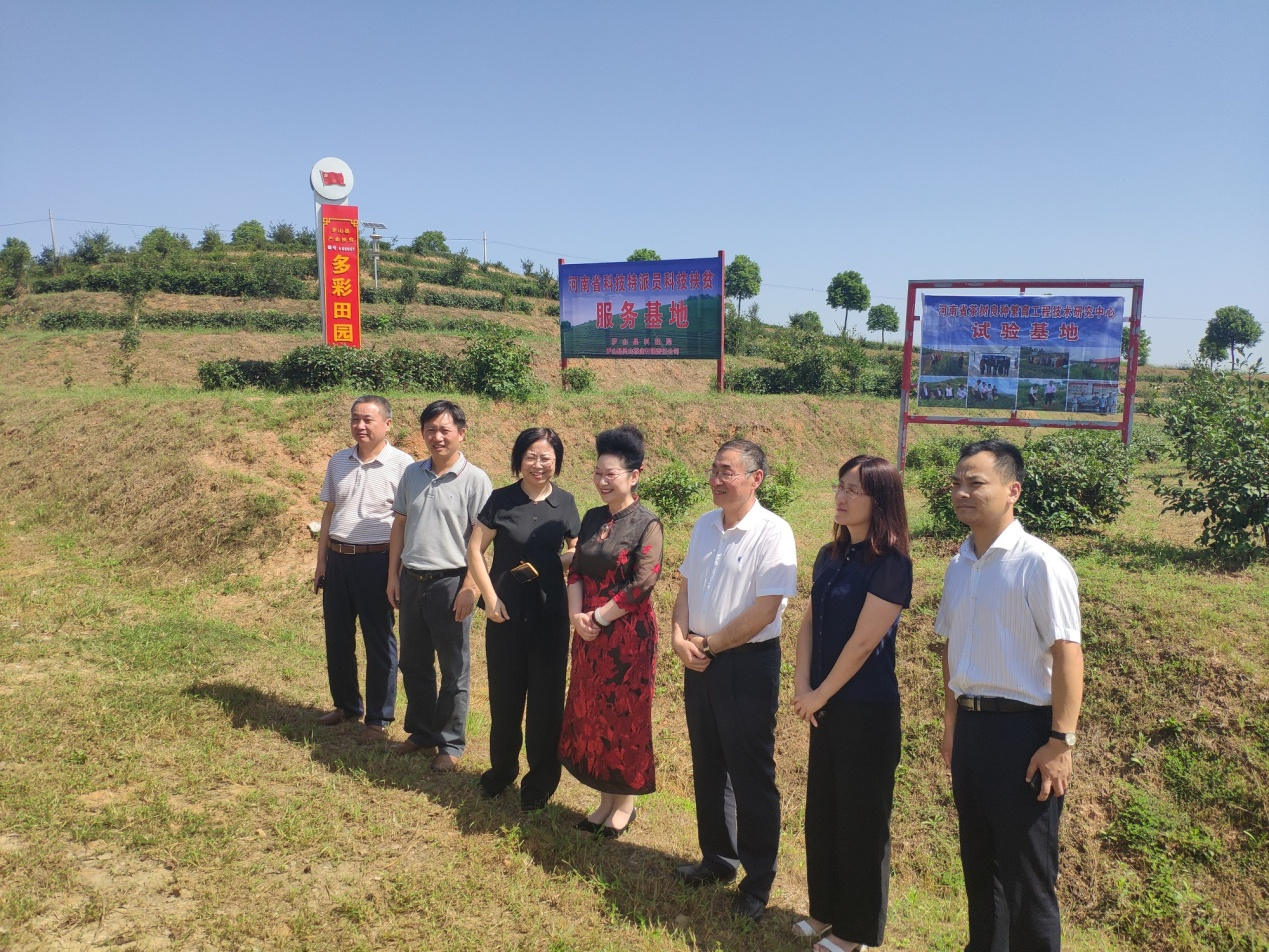 多彩田园
河南省科技特派员科技扶贫
服务基地
河南省茶树良种繁育工程技术研究中心
试验基地